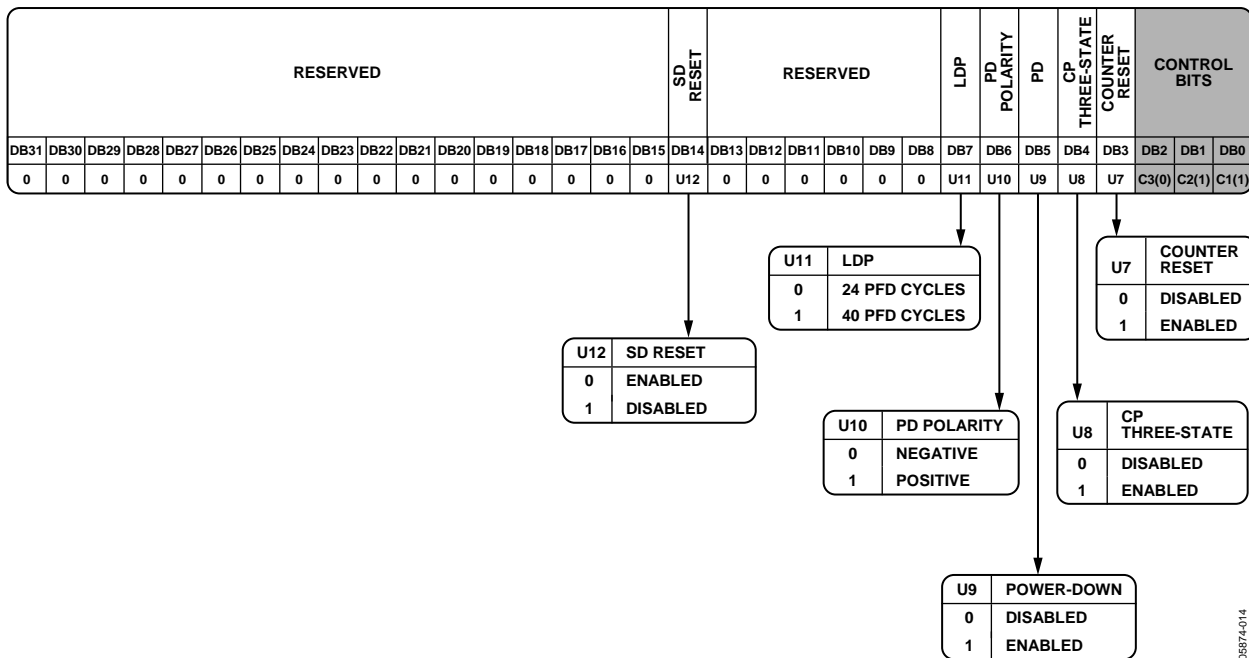 RESERVED
SD RESET
RESERVED
LDP
PD POLARITY
PD
CP THREE-STATE
COUNTER RESET
CONTROL BITS
DB31 DB30 DB29 DB28 DB27 DB26 DB25 DB24 DB23 DB22 DB21 DB20 DB19 DB18 DB17 DB16 DB15 DB14 DB13 DB12 DB11 DB10 DB9 DB8 DB7 DB6 DB5 DB4 DB3 DB2 DB1 DB0
0 0 0 0 0 0 0 0 0 0 0 0 0 0 0 0 0 U12 0 0 0 0 0 0 U11 U10 U9 U8 U7 C3(0) C2(1) C1(1)
U11 LDP
0 24 PFD CYCLES
1 40 PFD CYCLES
U7 COUNTER RESET
0 DISABLED
1 ENABLED
U12 SD RESET
0 ENABLED
1 DISABLED
U10 PD POLARITY
0 NEGATIVE
1 POSITIVE
U8 CP THREE-STATE
0 DISABLED
1 ENABLED
U9 POWER-DOWN
0 DISABLED
1 ENABLED
05874-014